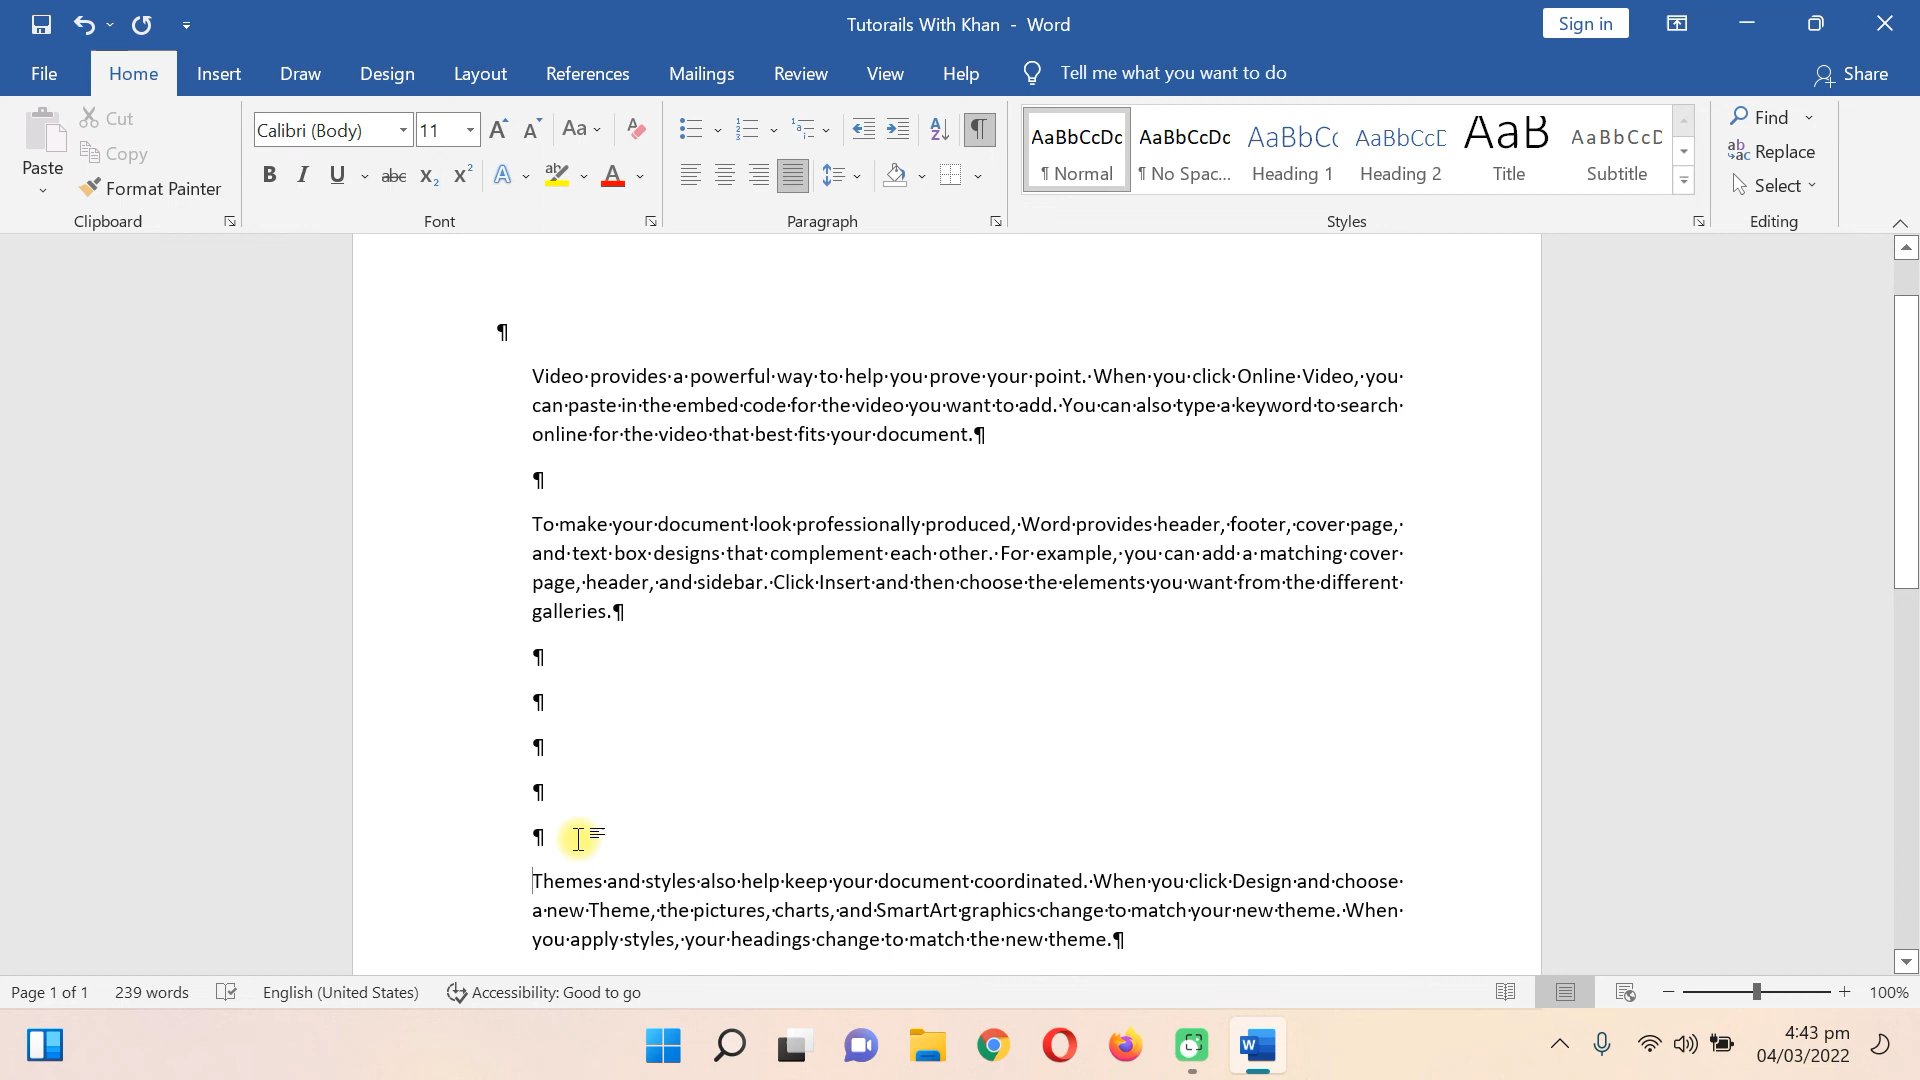 Tutorails With Khan - Word
Sign in
File
Home
Insert
Draw
Design
Layout
References
Mailings
Review
View
Help
Tell me what you want to do
Share
Paste
Cut
Copy
Format Painter
Clipboard
Calibri (Body)
11
Font
Paragraph
AaBbCcDc
¶ Normal
AaBbCcDc
¶ No Spac...
AaBbCc
Heading 1
AaBbCcD
Heading 2
AaB
Title
AaBbCcD
Subtitle
Styles
Find
Replace
Select
Editing
¶
Video·provides·a·powerful·way·to·help·you·prove·your·point.·When·you·click·Online·Video,·you·
can·paste·in·the·embed·code·for·the·video·you·want·to·add.·You·can·also·type·a·keyword·to·search·
online·for·the·video·that·best·fits·your·document.¶
¶
To·make·your·document·look·professionally·produced,·Word·provides·header,·footer,·cover·page,·
and·text·box·designs·that·complement·each·other.·For·example,·you·can·add·a·matching·cover·
page,·header,·and·sidebar.·Click·Insert·and·then·choose·the·elements·you·want·from·the·different·
galleries.¶
¶
¶
¶
¶
¶
Themes·and·styles·also·help·keep·your·document·coordinated.·When·you·click·Design·and·choose·
a·new·Theme,·the·pictures,·charts,·and·SmartArt·graphics·change·to·match·your·new·theme.·When·
you·apply·styles,·your·headings·change·to·match·the·new·theme.¶
Page 1 of 1
239 words
English (United States)
Accessibility: Good to go
100%
4:43 pm
04/03/2022